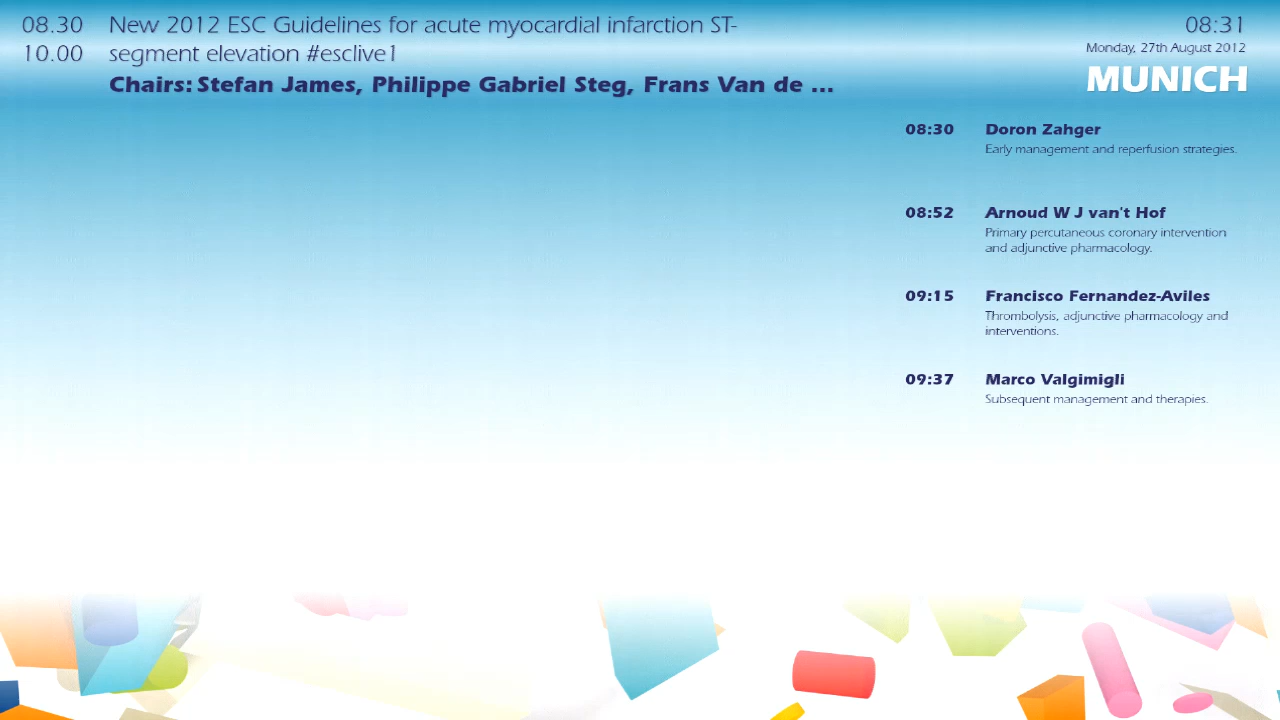 08.30 New 2012 ESC Guidelines for acute myocardial infarction ST-
10.00 segment elevation #esclive1
Chairs: Stefan James, Philippe Gabriel Steg, Frans Van de ...
08:31
Monday, 27th August 2012
MUNICH
08:30 Doron Zahger
Early management and reperfusion strategies.
08:52 Arnoud W J van't Hof
Primary percutaneous coronary intervention
and adjunctive pharmacology.
09:15 Francisco Fernandez-Aviles
Thrombolysis, adjunctive pharmacology and
interventions.
09:37 Marco Valgimigli
Subsequent management and therapies.